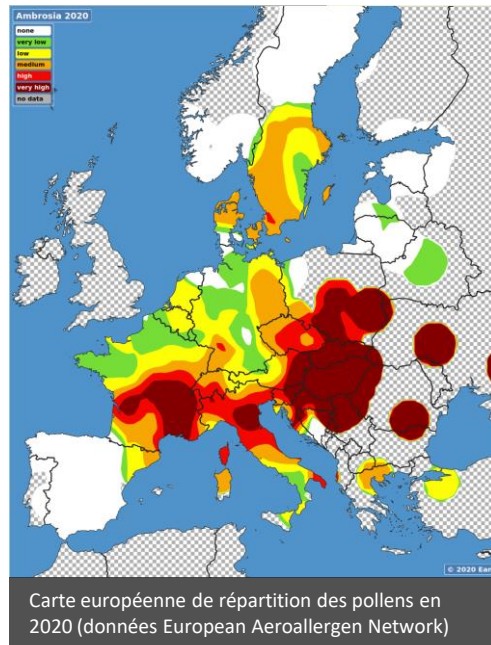 Ambrosia 2020
none
very low
low
medium
high
very high
no data
© 2020 Ean
Carte européenne de répartition des pollens en
2020 (données European Aeroallergen Network)